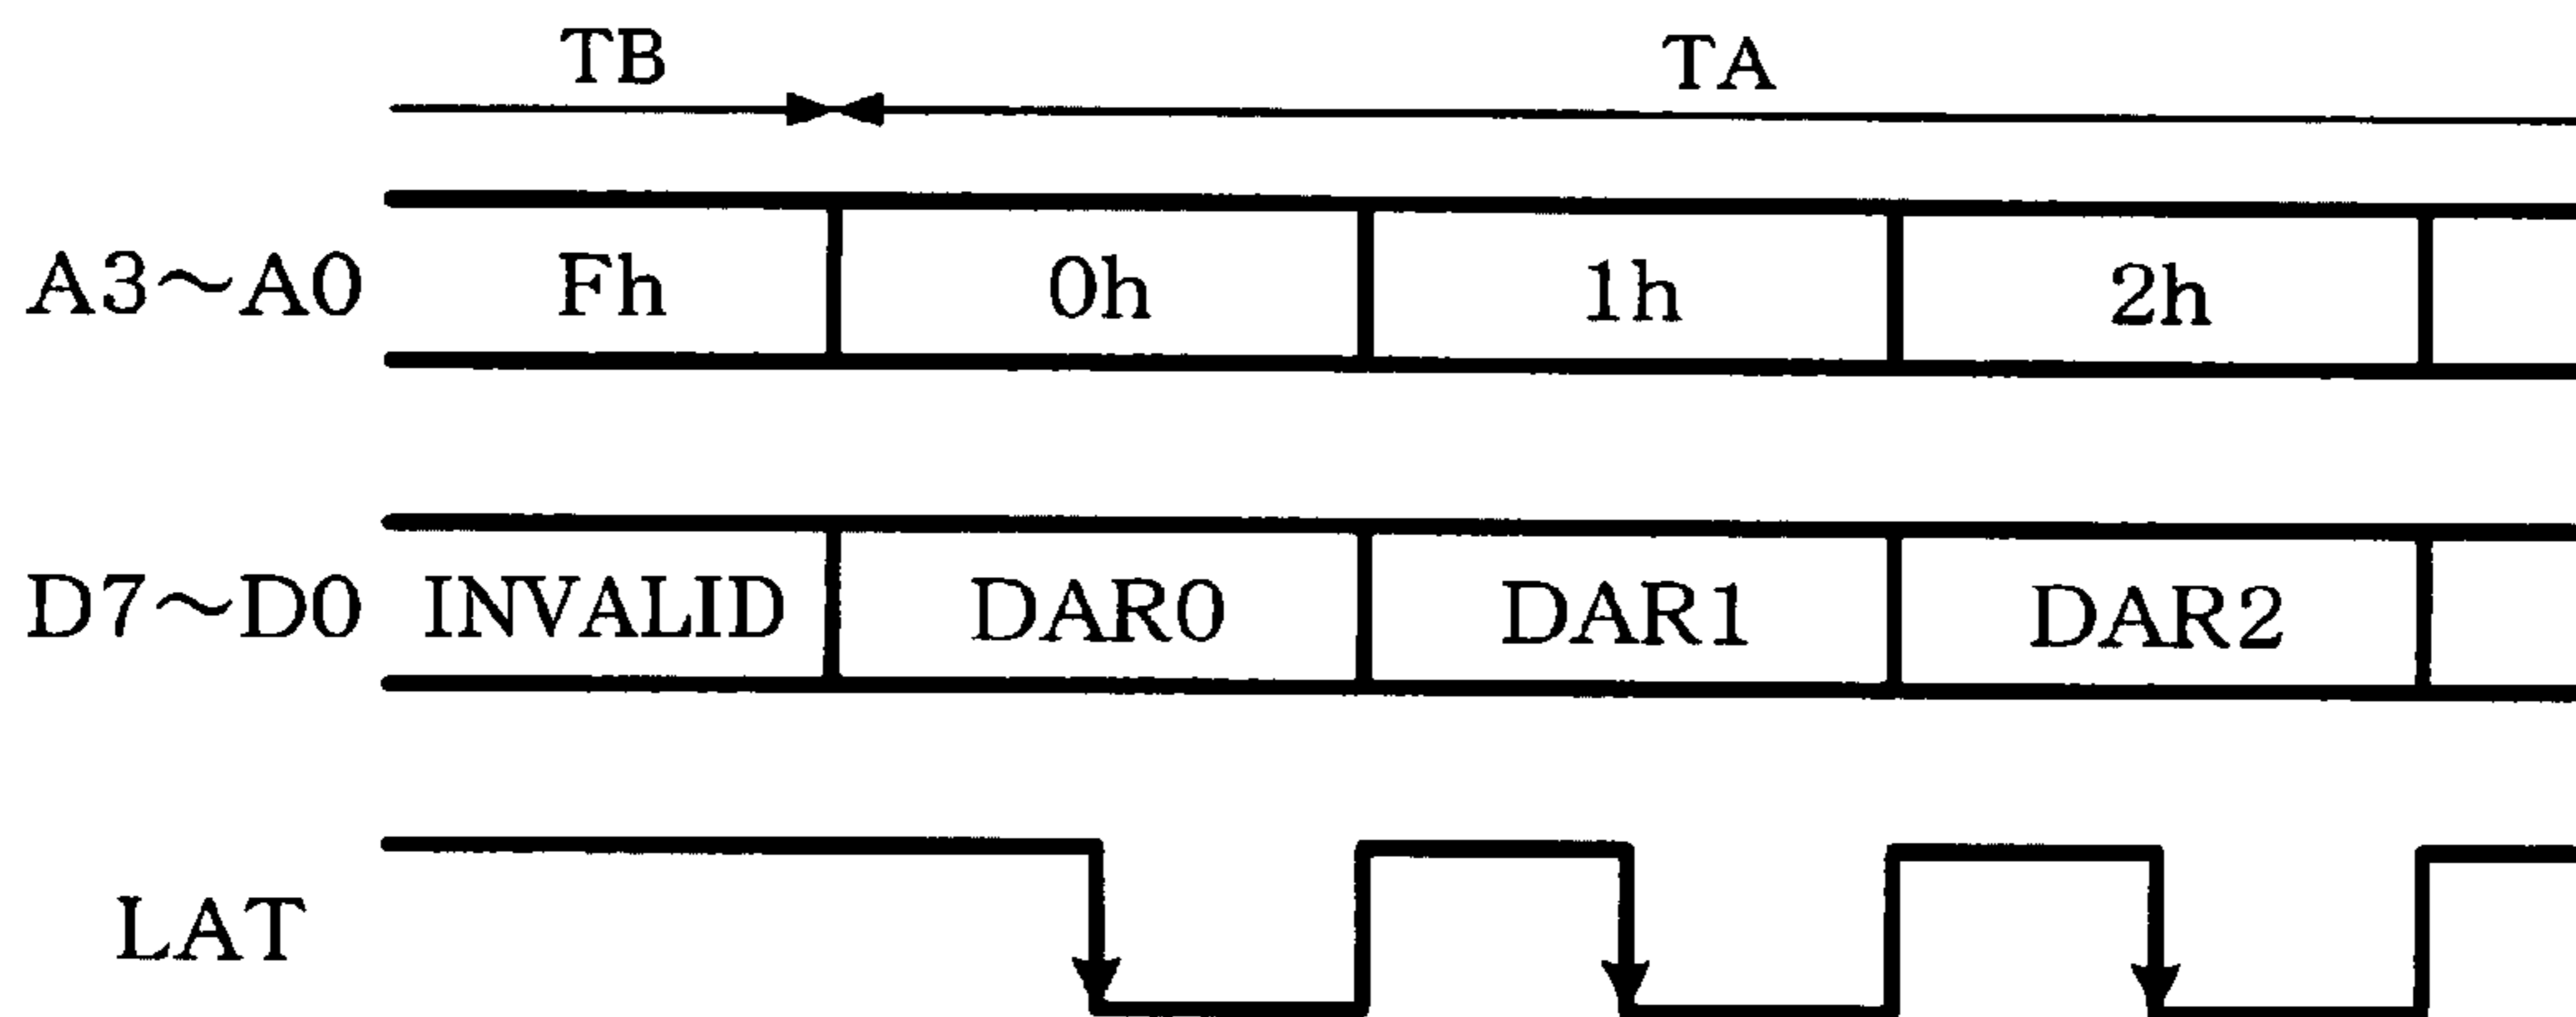 TB TA
A3～A0 Fh 0h 1h 2h
D7～D0 INVALID DAR0 DAR1 DAR2
LAT